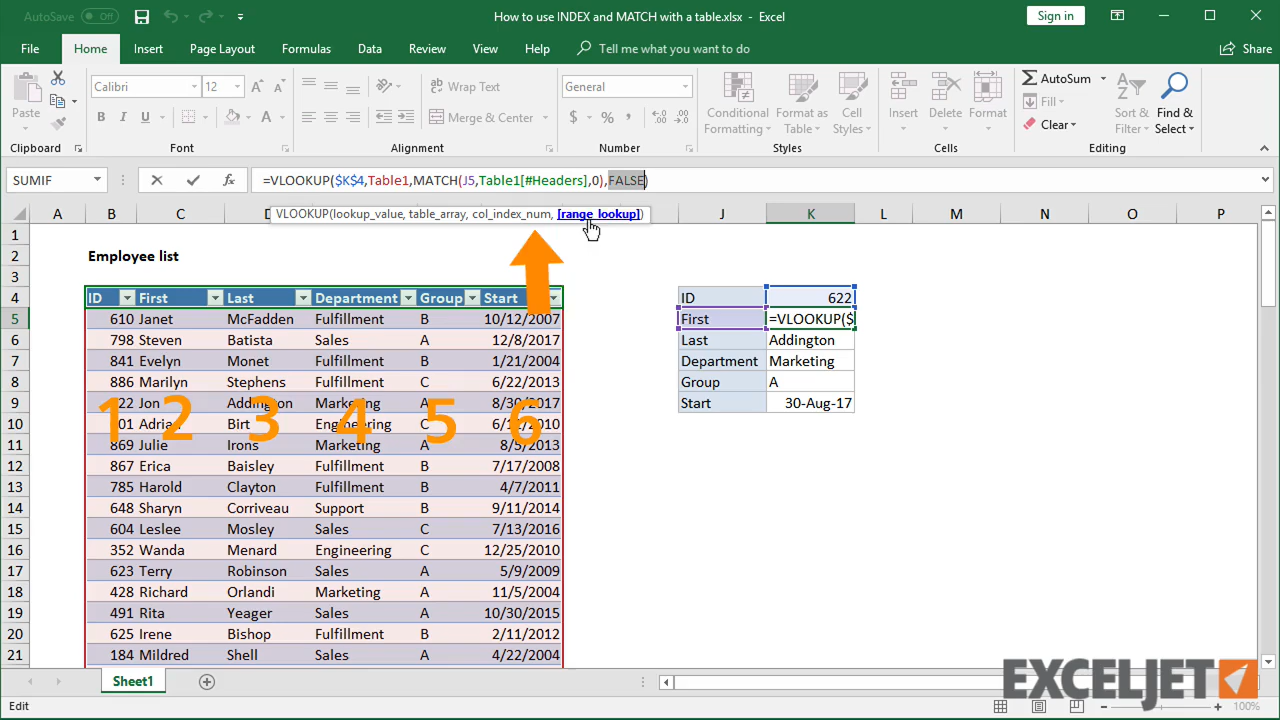 AutoSave Off
How to use INDEX and MATCH with a table.xlsx - Excel
Sign in
File Home Insert Page Layout Formulas Data Review View Help Tell me what you want to do Share
Paste
Clipboard
Calibri 12
B I U A
Font
Wrap Text
Merge & Center
Alignment
General
$ % ,
Number
Conditional Formatting
Format as Table
Cell Styles
Styles
Insert Delete Format
Cells
AutoSum
Fill
Clear
Sort & Filter
Find & Select
Editing
SUMIF fx =VLOOKUP($K$4,Table1,MATCH(J5,Table1[#Headers],0),FALSE)
VLOOKUP(lookup_value, table_array, col_index_num, [range_lookup])
A B C D J K L M N O P
1
2 Employee list
3
4 ID First Last Department Group Start ID 622
5 610 Janet McFadden Fulfillment B 10/12/2007 First =VLOOKUP($
6 798 Steven Batista Sales A 12/8/2017 Last Addington
7 841 Evelyn Monet Fulfillment B 1/21/2004 Department Marketing
8 886 Marilyn Stephens Fulfillment C 6/22/2013 Group A
9 22 Jon Addington Marketing A 8/30/2017 Start 30-Aug-17
1 2 3 4 5 6
10 01 Birt Engineering C 2010
11 869 Julie Irons Marketing A 8/5/2013
12 867 Erica Baisley Fulfillment B 7/17/2008
13 785 Harold Clayton Fulfillment B 4/7/2011
14 648 Sharyn Corriveau Support B 9/11/2014
15 604 Leslee Mosley Sales C 7/13/2016
16 352 Wanda Menard Engineering C 12/25/2010
17 623 Terry Robinson Sales A 5/9/2009
18 428 Richard Orlandi Marketing A 11/5/2004
19 491 Rita Yeager Sales A 10/30/2015
20 625 Irene Bishop Fulfillment B 2/11/2012
21 184 Mildred Shell Sales A 4/22/2004
Sheet1
EXCELJET
Edit
100%